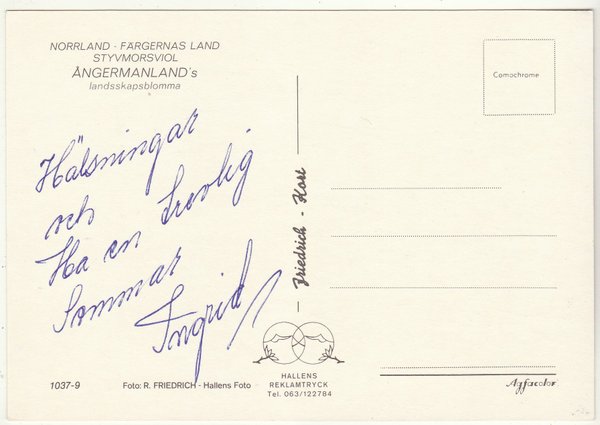 NORRLAND - FÄRGERNAS LAND
STYVMORSVIOL
ÅNGERMANLAND's
landsskapsblomma
Comochrome
Hälsningar
och
Ha en Trevlig
Sommar
Ingrid
Friedrich - Kort
HALLENS
REKLAMTRYCK
Tel. 063/122784
1037-9
Foto: R. FRIEDRICH - Hallens Foto
Agfacolor